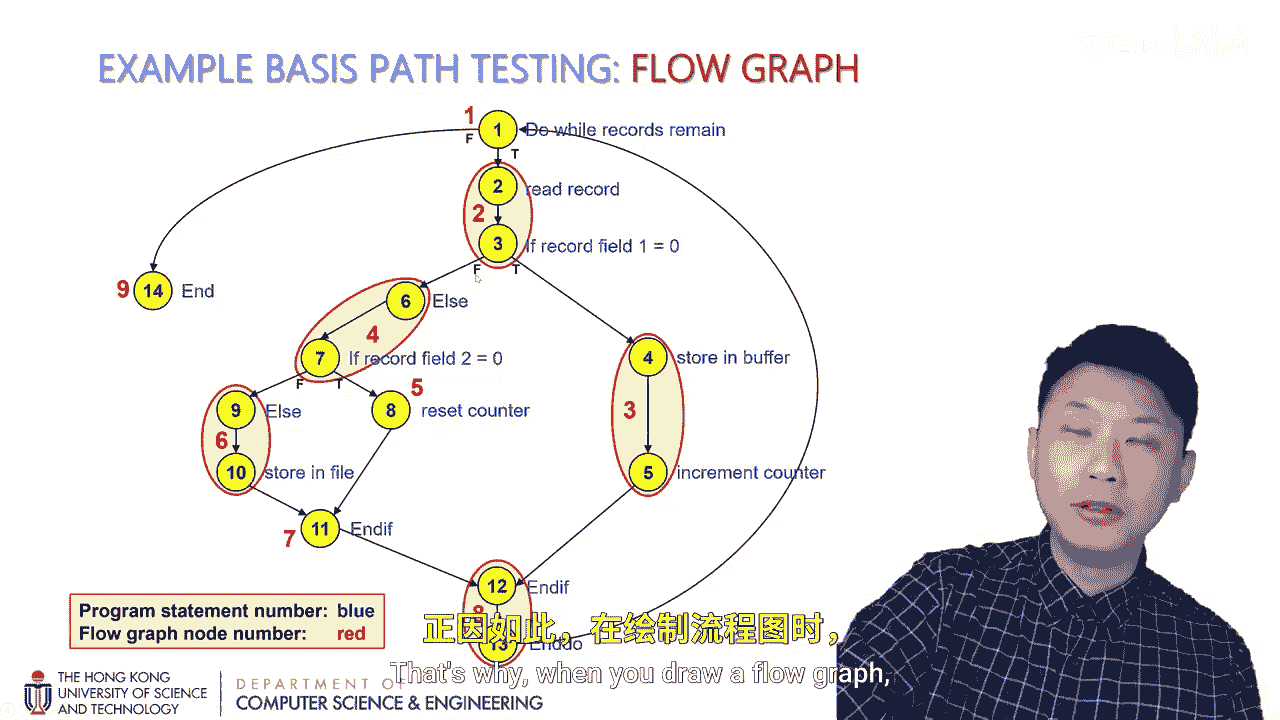 EXAMPLE BASIS PATH TESTING: FLOW GRAPH
1
F
1
Do while records remain
T
2
read record
2
3
If record field 1 = 0
F
T
9
14
End
6
Else
4
7
If record field 2 = 0
F
T
4
store in buffer
3
5
increment counter
5
8
reset counter
9
Else
6
10
store in file
7
11
Endif
12
Endif
8
13
Enddo
Program statement number: blue
Flow graph node number: red
正因如此，在绘制流程图时，
That's why, when you draw a flow graph,
THE HONG KONG
UNIVERSITY OF SCIENCE
AND TECHNOLOGY
DEPARTMENT OF
COMPUTER SCIENCE & ENGINEERING